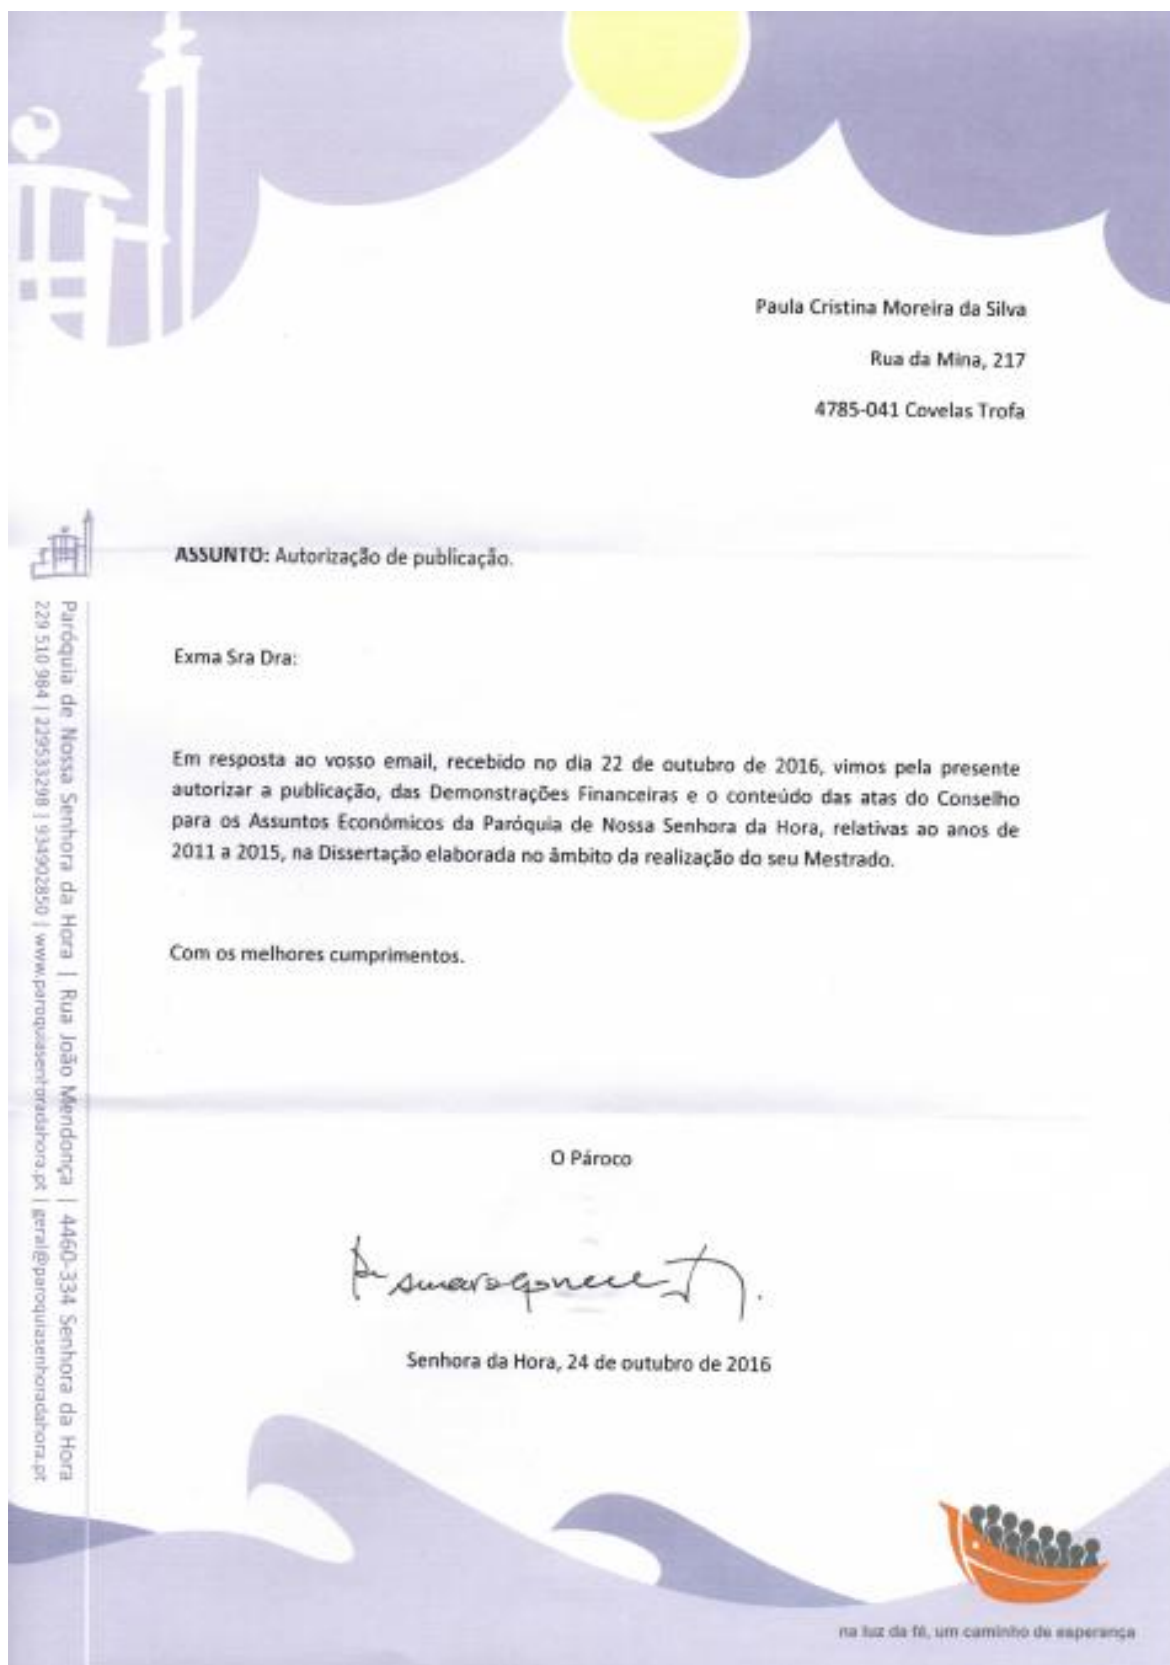 Paula Cristina Moreira da Silva
Rua da Mina, 217
4785-041 Covelas Trofa
ASSUNTO: Autorização de publicação.
Exma Sra Dra:
Em resposta ao vosso email, recebido no dia 22 de outubro de 2016, vimos pela presente
autorizar a publicação, das Demonstrações Financeiras e o conteúdo das atas do Conselho
para os Assuntos Económicos da Paróquia de Nossa Senhora da Hora, relativas ao anos de
2011 a 2015, na Dissertação elaborada no âmbito da realização do seu Mestrado.
Com os melhores cumprimentos.
O Pároco
Senhora da Hora, 24 de outubro de 2016
Paróquia de Nossa Senhora da Hora | Rua João Mendonça | 4460-334 Senhora da Hora
229 510 984 | 229533298 | 934902850 | www.paroquiasenhoradahora.pt | geral@paroquiasenhoradahora.pt
na luz da fé, um caminho de esperança